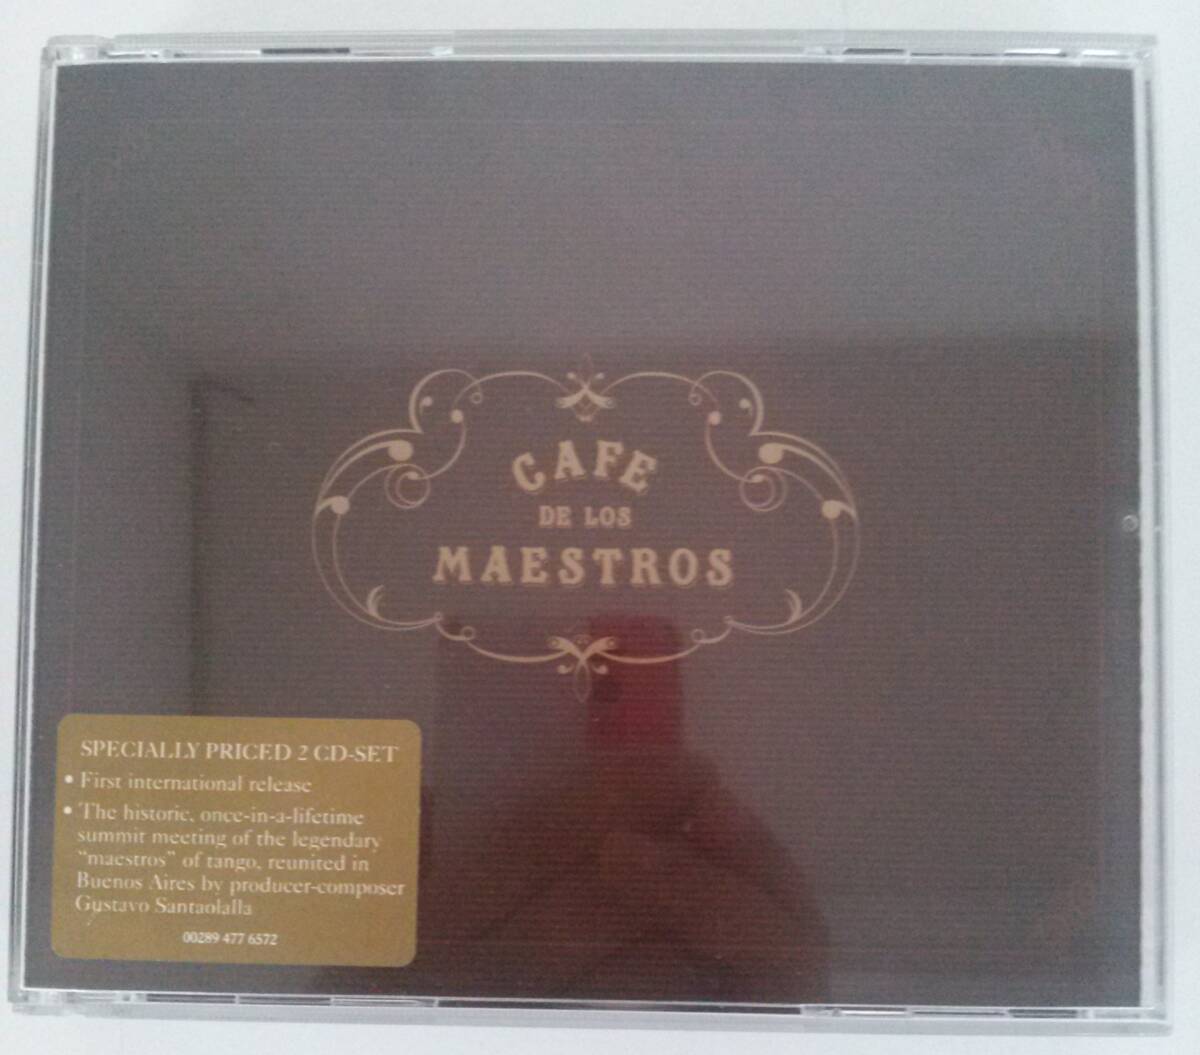 CAFE
DE LOS
MAESTROS
SPECIALLY PRICED 2 CD-SET
• First international release
• The historic, once-in-a-lifetime
summit meeting of the legendary
"maestros" of tango, reunited in
Buenos Aires by producer-composer
Gustavo Santaolalla
00289 477 6572